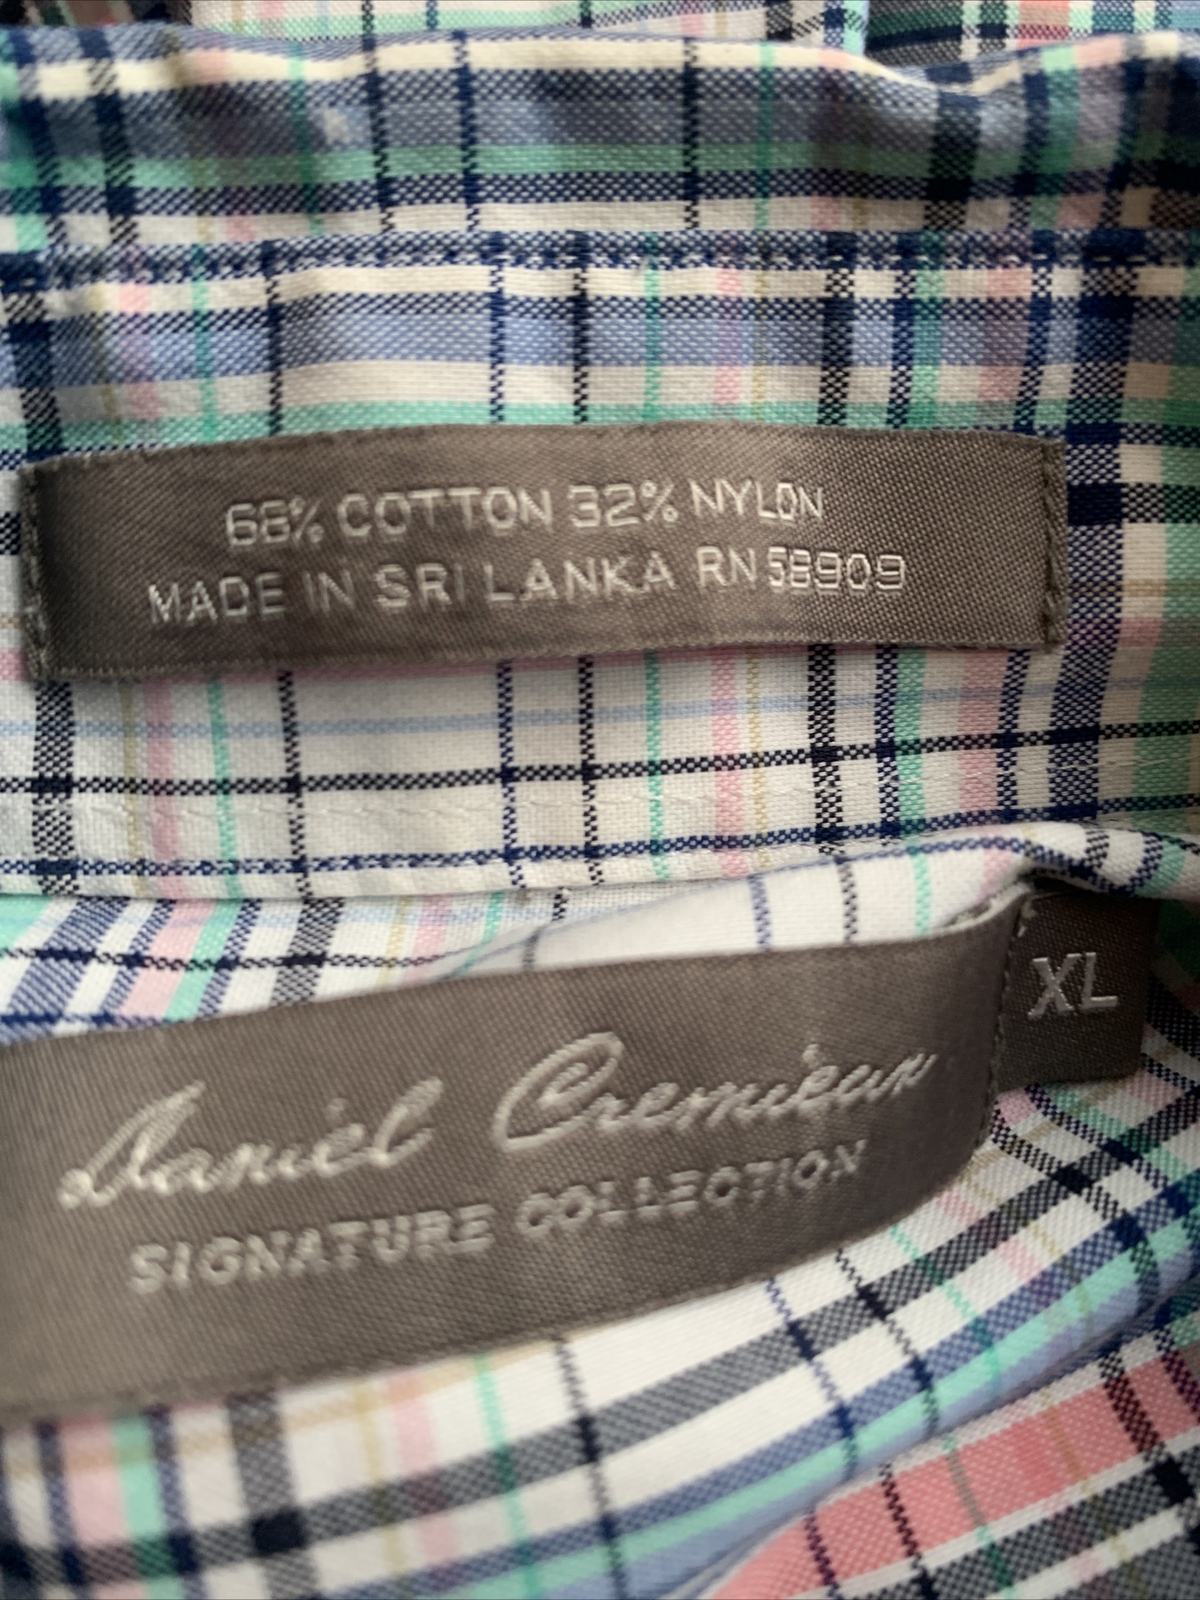 68% COTTON 32% NYLON
MADE IN SRI LANKA RN 58909
XL
Daniel Cremieux
SIGNATURE COLLECTION